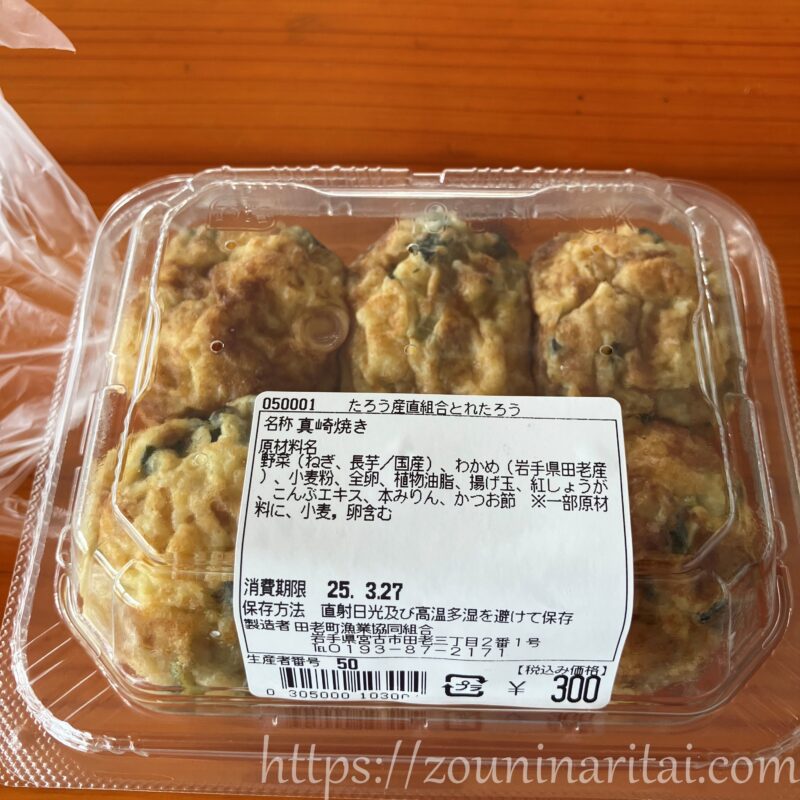 050001 たろう産直組合とれたろう
名称 真崎焼き
原材料名
野菜（ねぎ、長芋／国産）、わかめ（岩手県田老産
）、小麦粉、全卵、植物油脂、揚げ玉、紅しょうが
、こんぶエキス、本みりん、かつお節 ※一部原材
料に、小麦，卵含む
消費期限 25. 3.27
保存方法 直射日光及び高温多湿を避けて保存
製造者 田老町漁業協同組合
岩手県宮古市田老三丁目２番１号
℡０１９３-８７-２１７１
生産者番号 50
【税込み価格】
0 305000 10300
プラ
¥ 300
https://zouninaritai.com